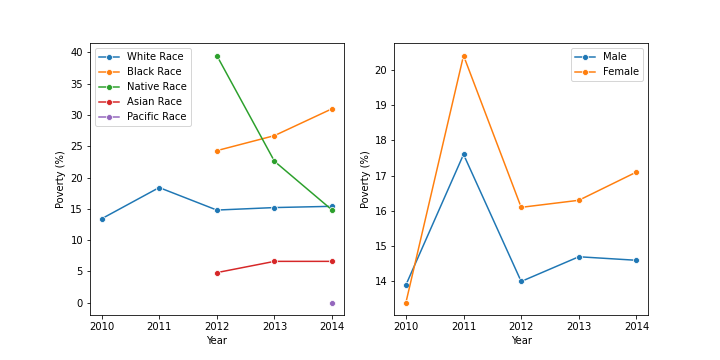 White Race
Black Race
Native Race
Asian Race
Pacific Race
40
35
30
25
20
15
10
5
0
Poverty (%)
2010 2011 2012 2013 2014
Year
Male
Female
20
19
18
17
16
15
14
Poverty (%)
2010 2011 2012 2013 2014
Year